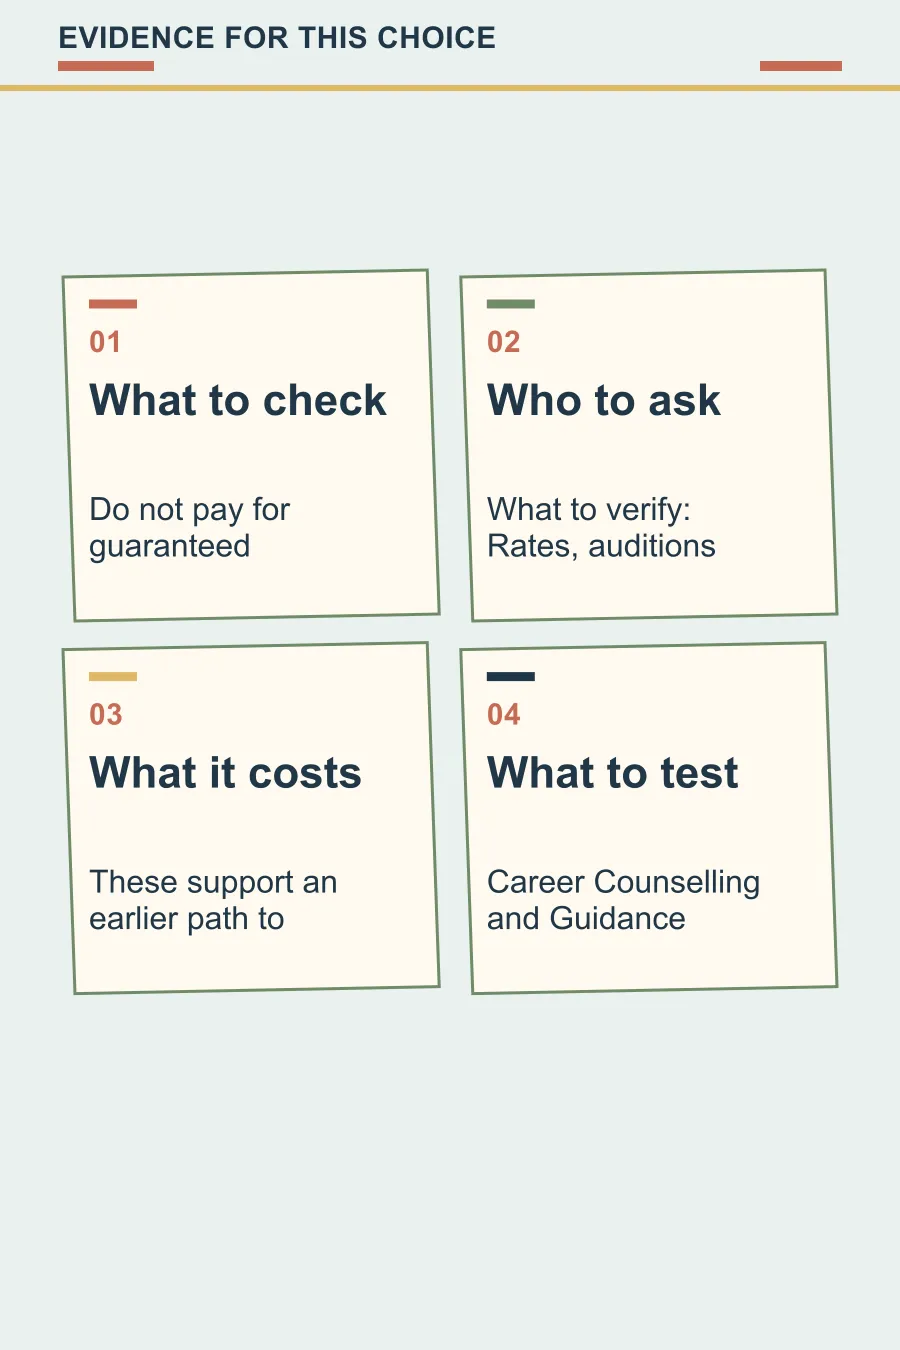 EVIDENCE FOR THIS CHOICE
01
What to check
Do not pay for
guaranteed
02
Who to ask
What to verify:
Rates, auditions
03
What it costs
These support an
earlier path to
04
What to test
Career Counselling
and Guidance